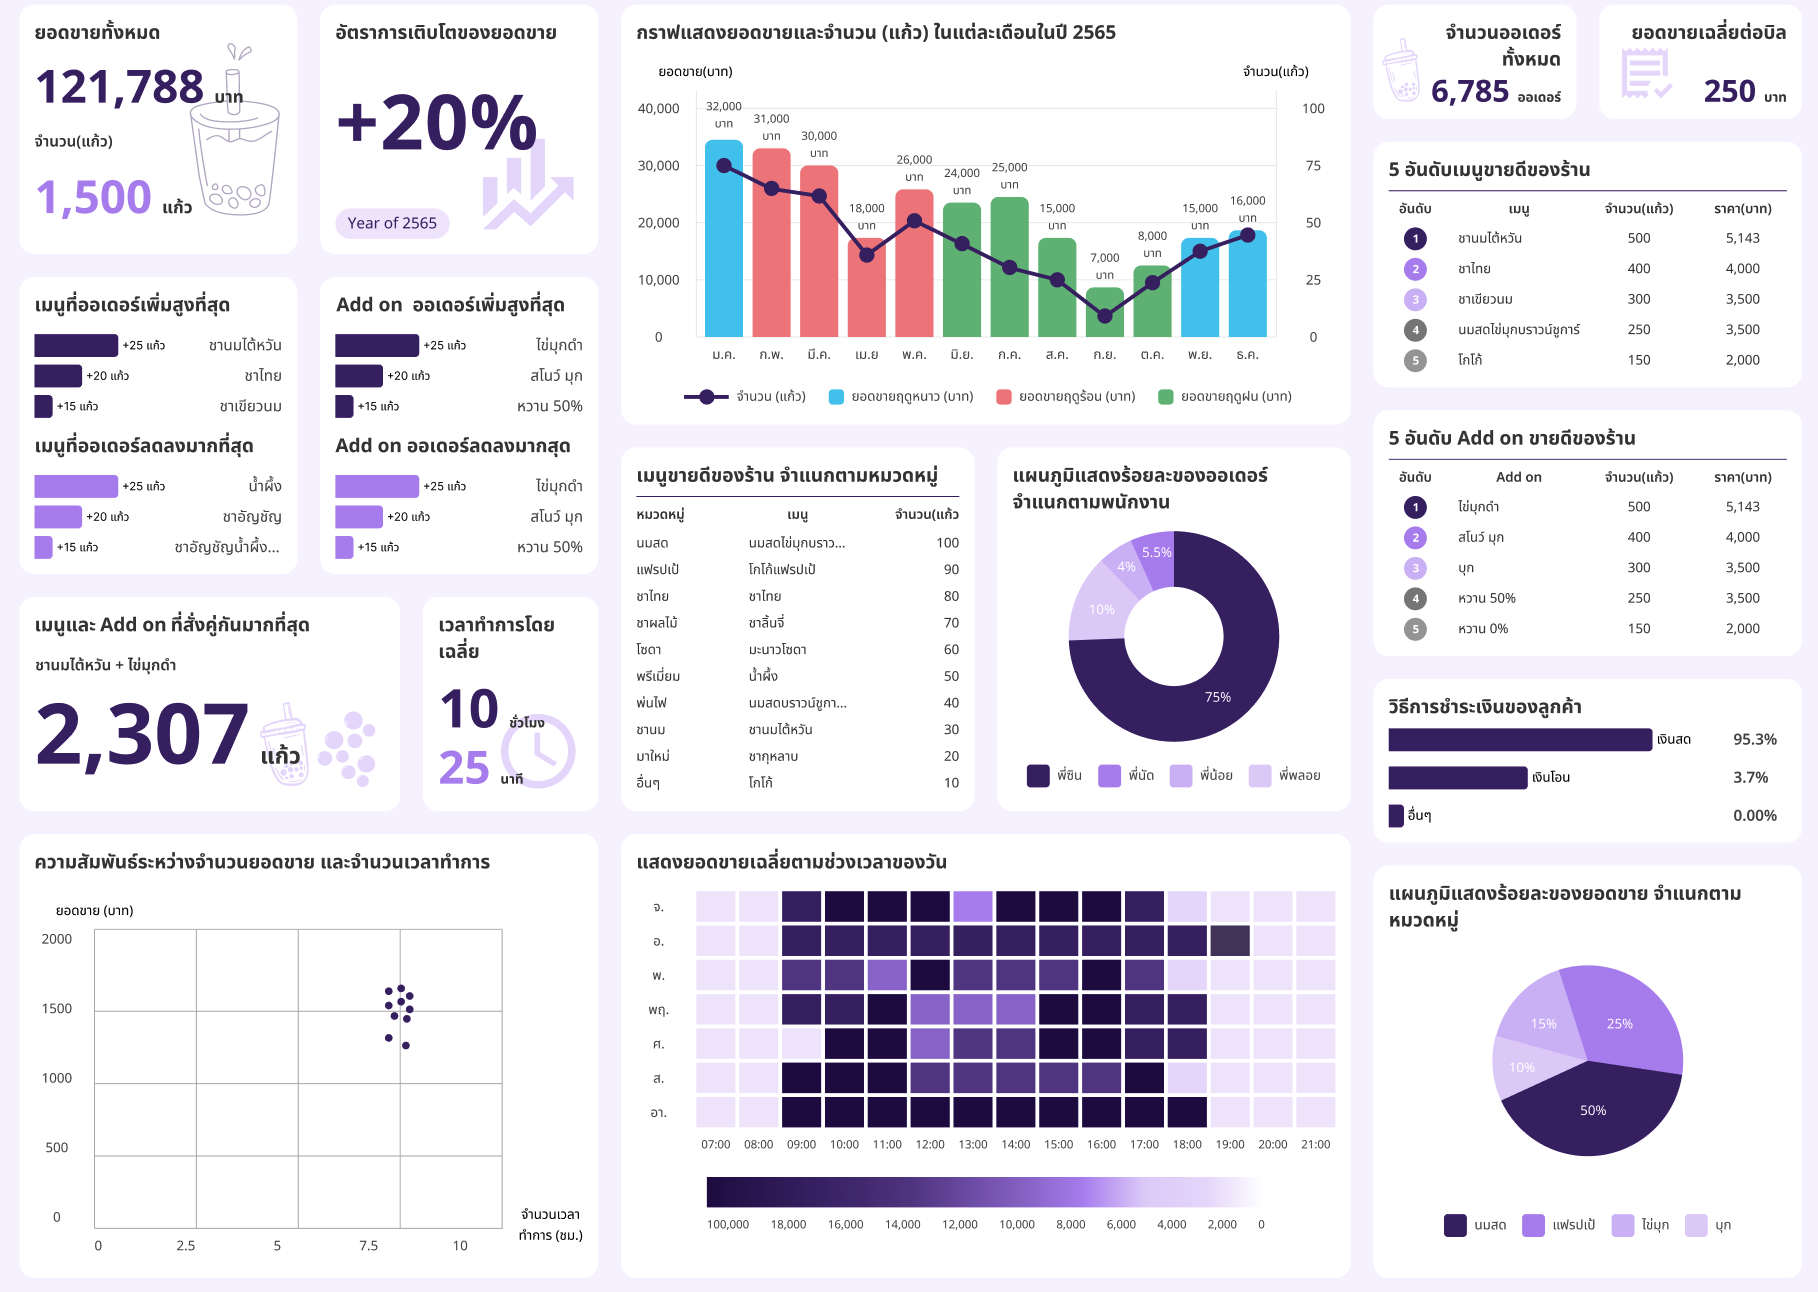 ยอดขายทั้งหมด
121,788 บาท
จำนวน(แก้ว)
1,500 แก้ว
อัตราการเติบโตของยอดขาย
+20%
Year of 2565
กราฟแสดงยอดขายและจำนวน (แก้ว) ในแต่ละเดือนในปี 2565
ยอดขาย(บาท) จำนวน(แก้ว)
40,000 100
30,000 75
20,000 50
10,000 25
0 0
32,000 บาท
31,000 บาท
30,000 บาท
18,000 บาท
26,000 บาท
24,000 บาท
25,000 บาท
15,000 บาท
7,000 บาท
8,000 บาท
15,000 บาท
16,000 บาท
ม.ค. ก.พ. มี.ค. เม.ย พ.ค. มิ.ย. ก.ค. ส.ค. ก.ย. ต.ค. พ.ย. ธ.ค.
จำนวน (แก้ว) ยอดขายฤดูหนาว (บาท) ยอดขายฤดูร้อน (บาท) ยอดขายฤดูฝน (บาท)
จำนวนออเดอร์
ทั้งหมด
6,785 ออเดอร์
ยอดขายเฉลี่ยต่อบิล
250 บาท
5 อันดับเมนูขายดีของร้าน
อันดับ เมนู จำนวน(แก้ว) ราคา(บาท)
1 ชานมไต้หวัน 500 5,143
2 ชาไทย 400 4,000
3 ชาเขียวนม 300 3,500
4 นมสดไข่มุกบราวน์ชูการ์ 250 3,500
5 โกโก้ 150 2,000
เมนูที่ออเดอร์เพิ่มสูงที่สุด
+25 แก้ว ชานมไต้หวัน
+20 แก้ว ชาไทย
+15 แก้ว ชาเขียวนม
เมนูที่ออเดอร์ลดลงมากที่สุด
+25 แก้ว น้ำผึ้ง
+20 แก้ว ชาอัญชัญ
+15 แก้ว ชาอัญชัญน้ำผึ้ง...
Add on ออเดอร์เพิ่มสูงที่สุด
+25 แก้ว ไข่มุกดำ
+20 แก้ว สโนว์ มุก
+15 แก้ว หวาน 50%
Add on ออเดอร์ลดลงมากสุด
+25 แก้ว ไข่มุกดำ
+20 แก้ว สโนว์ มุก
+15 แก้ว หวาน 50%
5 อันดับ Add on ขายดีของร้าน
อันดับ Add on จำนวน(แก้ว) ราคา(บาท)
1 ไข่มุกดำ 500 5,143
2 สโนว์ มุก 400 4,000
3 บุก 300 3,500
4 หวาน 50% 250 3,500
5 หวาน 0% 150 2,000
เมนูขายดีของร้าน จำแนกตามหมวดหมู่
หมวดหมู่ เมนู จำนวน(แก้ว
นมสด นมสดไข่มุกบราว... 100
แฟรปเป้ โกโก้แฟรปเป้ 90
ชาไทย ชาไทย 80
ชาผลไม้ ชาลิ้นจี่ 70
โซดา มะนาวโซดา 60
พรีเมี่ยม น้ำผึ้ง 50
พ่นไฟ นมสดบราวน์ชูกา... 40
ชานม ชานมไต้หวัน 30
มาใหม่ ชากุหลาบ 20
อื่นๆ โกโก้ 10
แผนภูมิแสดงร้อยละของออเดอร์
จำแนกตามพนักงาน
5.5%
4%
10%
75%
พี่ซิน พี่นัด พี่น้อย พี่พลอย
เมนูและ Add on ที่สั่งคู่กันมากที่สุด
ชานมไต้หวัน + ไข่มุกดำ
2,307 แก้ว
เวลาทำการโดย
เฉลี่ย
10 ชั่วโมง
25 นาที
วิธีการชำระเงินของลูกค้า
เงินสด 95.3%
เงินโอน 3.7%
อื่นๆ 0.00%
ความสัมพันธ์ระหว่างจำนวนยอดขาย และจำนวนเวลาทำการ
ยอดขาย (บาท)
2000
1500
1000
500
0
0 2.5 5 7.5 10
จำนวนเวลา
ทำการ (ชม.)
แสดงยอดขายเฉลี่ยตามช่วงเวลาของวัน
จ.
อ.
พ.
พฤ.
ศ.
ส.
อา.
07:00 08:00 09:00 10:00 11:00 12:00 13:00 14:00 15:00 16:00 17:00 18:00 19:00 20:00 21:00
100,000 18,000 16,000 14,000 12,000 10,000 8,000 6,000 4,000 2,000 0
แผนภูมิแสดงร้อยละของยอดขาย จำแนกตาม
หมวดหมู่
15% 25%
10%
50%
นมสด แฟรปเป้ ไข่มุก บุก